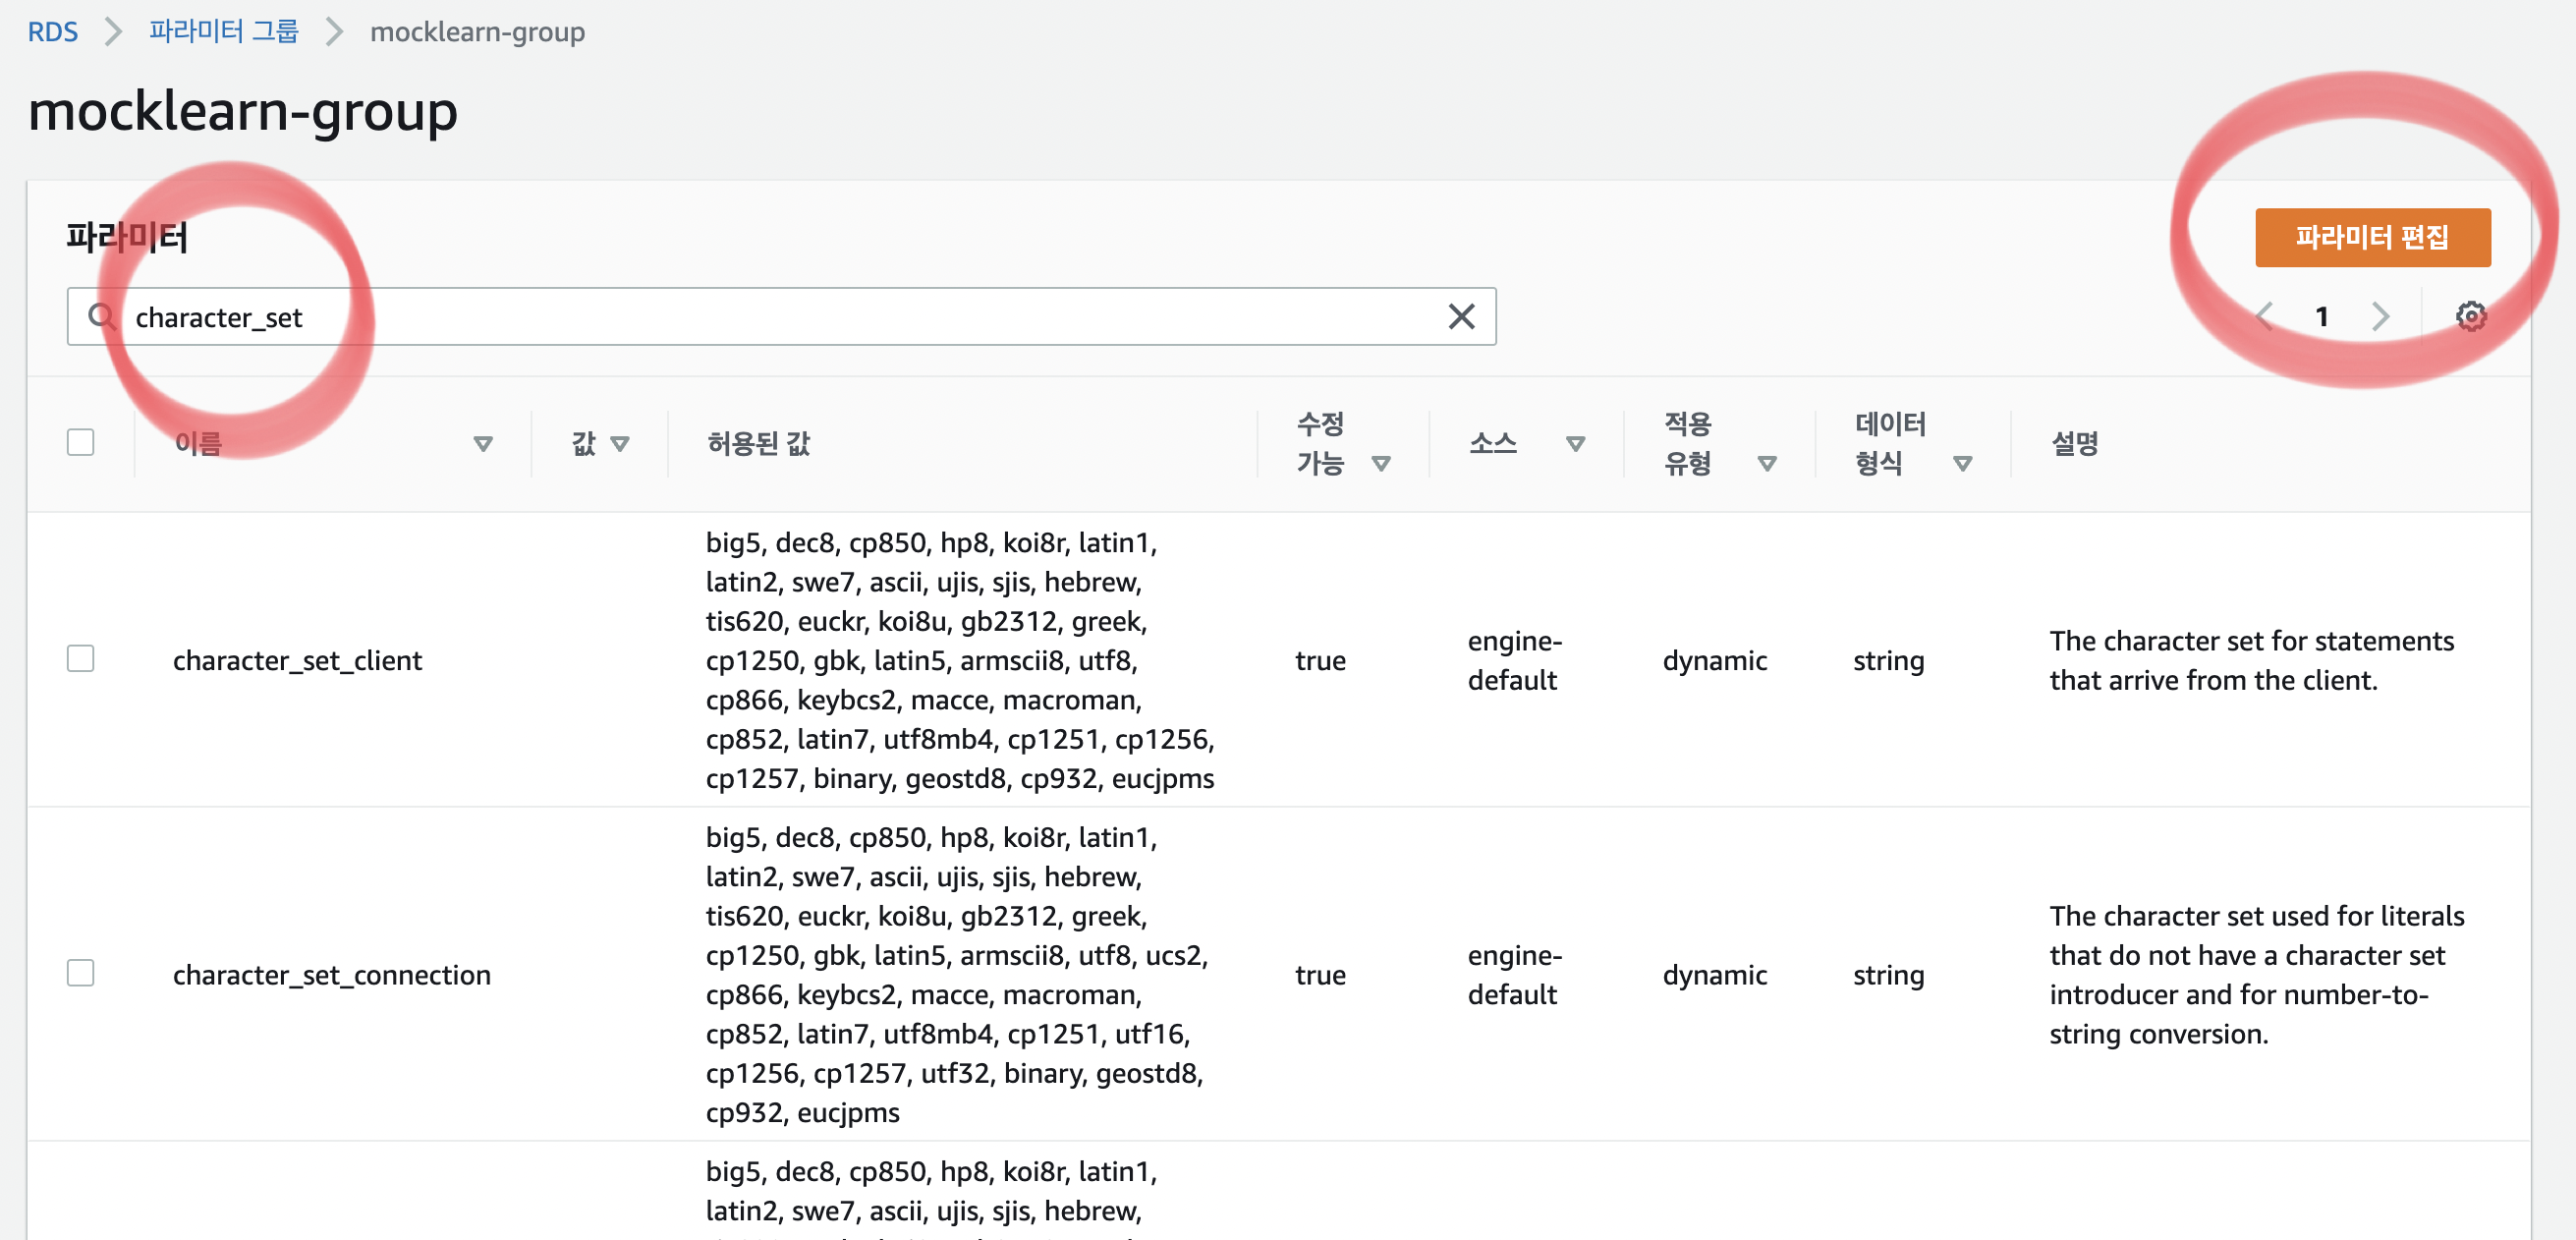 RDS > 파라미터 그룹 > mocklearn-group
mocklearn-group
파라미터
파라미터 편집
character_set
1
이름
값
허용된 값
수정
가능
소스
적용
유형
데이터
형식
설명
character_set_client
big5, dec8, cp850, hp8, koi8r, latin1,
latin2, swe7, ascii, ujis, sjis, hebrew,
tis620, euckr, koi8u, gb2312, greek,
cp1250, gbk, latin5, armscii8, utf8,
cp866, keybcs2, macce, macroman,
cp852, latin7, utf8mb4, cp1251, cp1256,
cp1257, binary, geostd8, cp932, eucjpms
true
engine-
default
dynamic
string
The character set for statements
that arrive from the client.
character_set_connection
big5, dec8, cp850, hp8, koi8r, latin1,
latin2, swe7, ascii, ujis, sjis, hebrew,
tis620, euckr, koi8u, gb2312, greek,
cp1250, gbk, latin5, armscii8, utf8, ucs2,
cp866, keybcs2, macce, macroman,
cp852, latin7, utf8mb4, cp1251, utf16,
cp1256, cp1257, utf32, binary, geostd8,
cp932, eucjpms
true
engine-
default
dynamic
string
The character set used for literals
that do not have a character set
introducer and for number-to-
string conversion.
big5, dec8, cp850, hp8, koi8r, latin1,
latin2, swe7, ascii, ujis, sjis, hebrew,